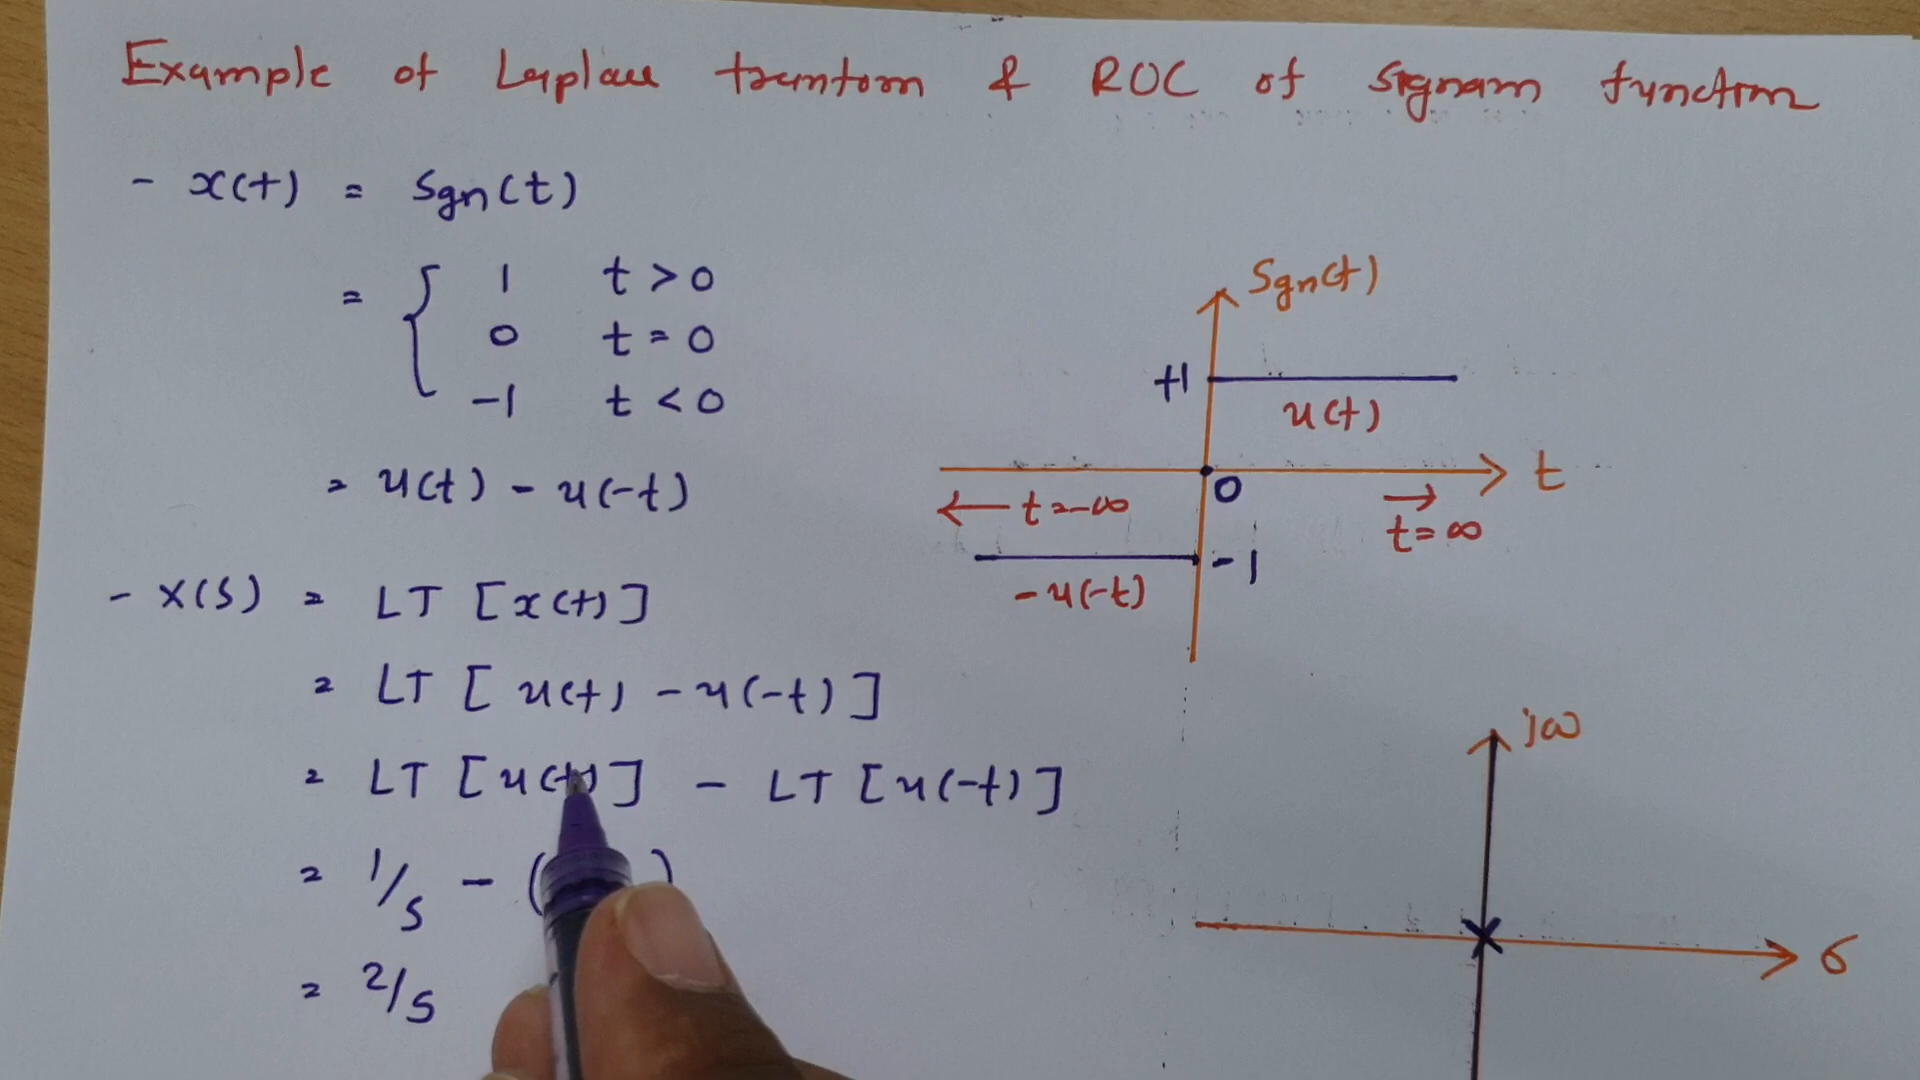 Example of Laplace transform & ROC of signam function
- x(t) = Sgn(t)
= { 1 t > 0
0 t = 0
-1 t < 0
= u(t) - u(-t)
- X(s) = LT [x(t)]
= LT [ u(t) - u(-t) ]
= LT [u(t)] - LT [u(-t)]
= 1/s - ( )
= 2/s
Sgn(t)
+1
u(t)
t
0
← t=-∞
→
t=∞
-1
-u(-t)
jω
σ